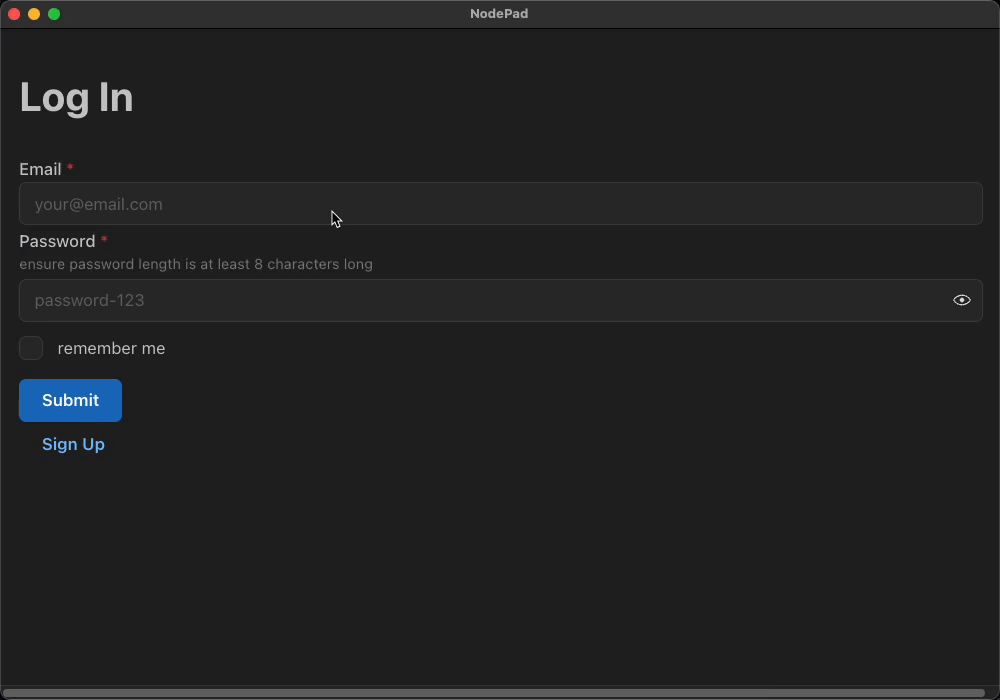 NodePad
Log In
Email *
your@email.com
Password *
ensure password length is at least 8 characters long
password-123
remember me
Submit
Sign Up